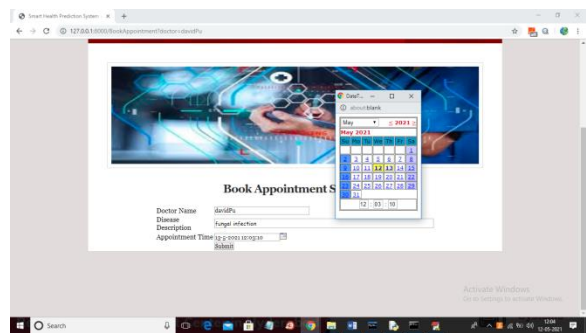 Smart Health Prediction System
127.0.0.1:8000/BookAppointment?doctor=davidPu
DateT...
about:blank
May
< 2021 >
May 2021
Su Mo Tu We Th Fr Sa
1
2 3 4 5 6 7 8
9 10 11 12 13 14 15
16 17 18 19 20 21 22
23 24 25 26 27 28 29
30 31
12 : 03 : 10
Book Appointment S
Doctor Name davidPu
Disease
Description fungal infection
Appointment Time 13-5-2021 12:03:10
Submit
Activate Windows
Go to Settings to activate Windows.
Search
12:04
12-05-2021